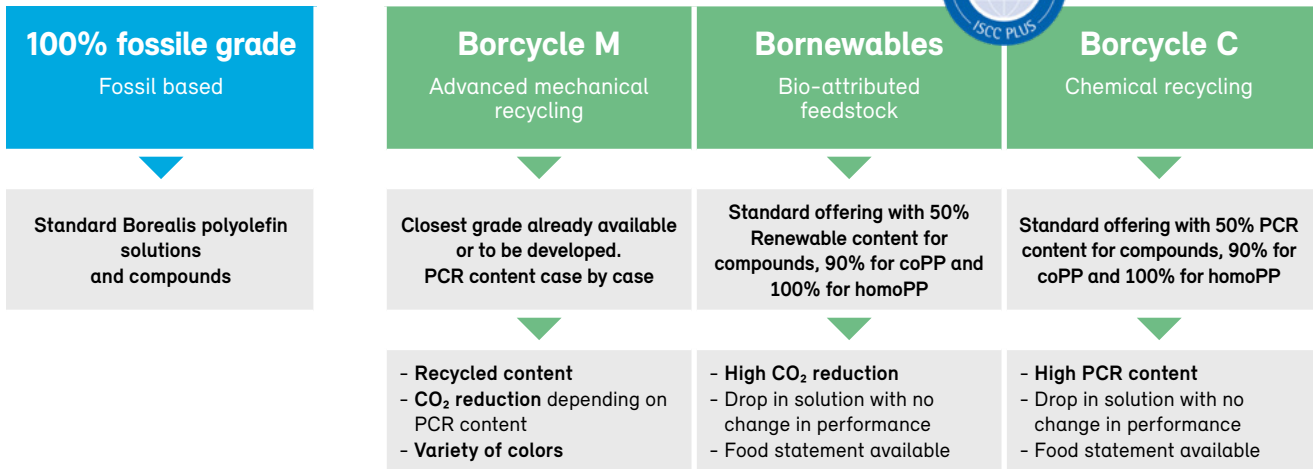 ISCC PLUS
100% fossile grade
Fossil based
Borcycle M
Advanced mechanical
recycling
Bornewables
Bio-attributed
feedstock
Borcycle C
Chemical recycling
Standard Borealis polyolefin
solutions
and compounds
Closest grade already available
or to be developed.
PCR content case by case
Standard offering with 50%
Renewable content for
compounds, 90% for coPP and
100% for homoPP
Standard offering with 50% PCR
content for compounds, 90% for
coPP and 100% for homoPP
- Recycled content
- CO₂ reduction depending on
PCR content
- Variety of colors
- High CO₂ reduction
- Drop in solution with no
change in performance
- Food statement available
- High PCR content
- Drop in solution with no
change in performance
- Food statement available